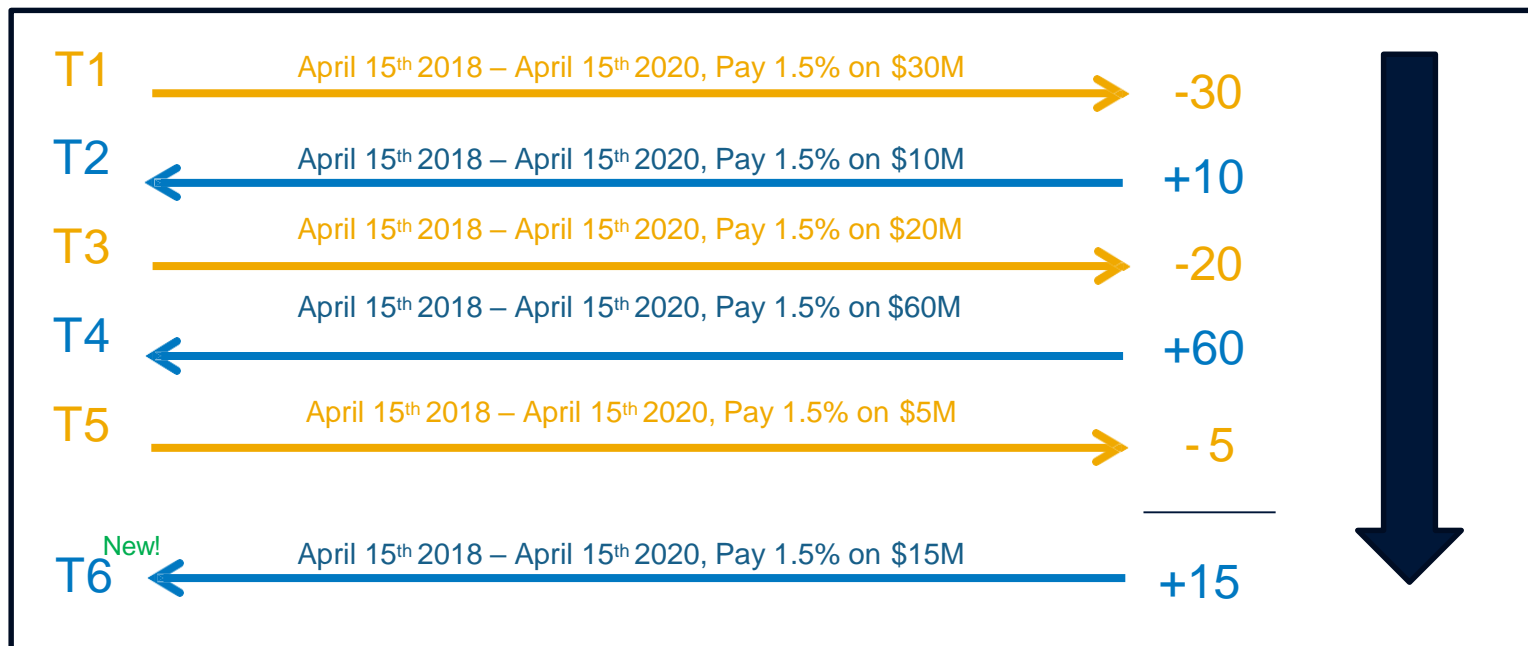 T1 April 15th 2018 – April 15th 2020, Pay 1.5% on $30M -30
T2 April 15th 2018 – April 15th 2020, Pay 1.5% on $10M +10
T3 April 15th 2018 – April 15th 2020, Pay 1.5% on $20M -20
T4 April 15th 2018 – April 15th 2020, Pay 1.5% on $60M +60
T5 April 15th 2018 – April 15th 2020, Pay 1.5% on $5M - 5
New!
T6 April 15th 2018 – April 15th 2020, Pay 1.5% on $15M +15